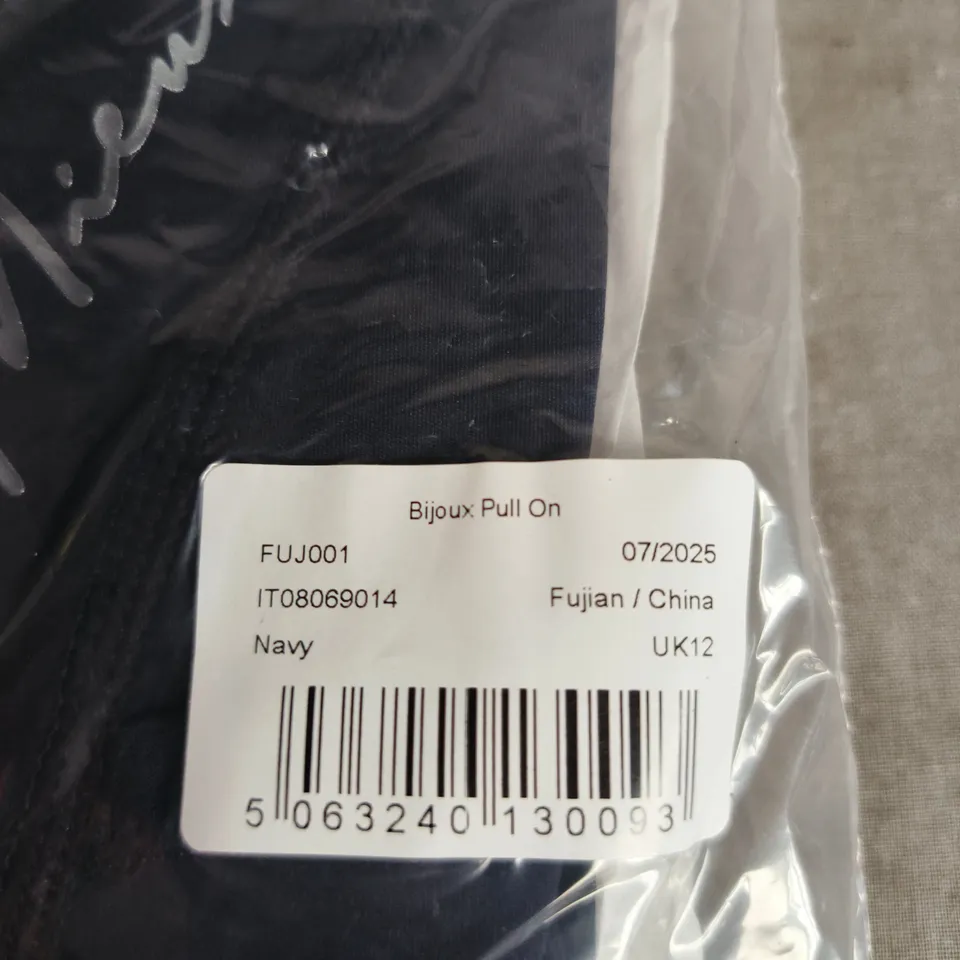 Bijoux Pull On
FUJ001 07/2025
IT08069014 Fujian / China
Navy UK12
5 063240 130093